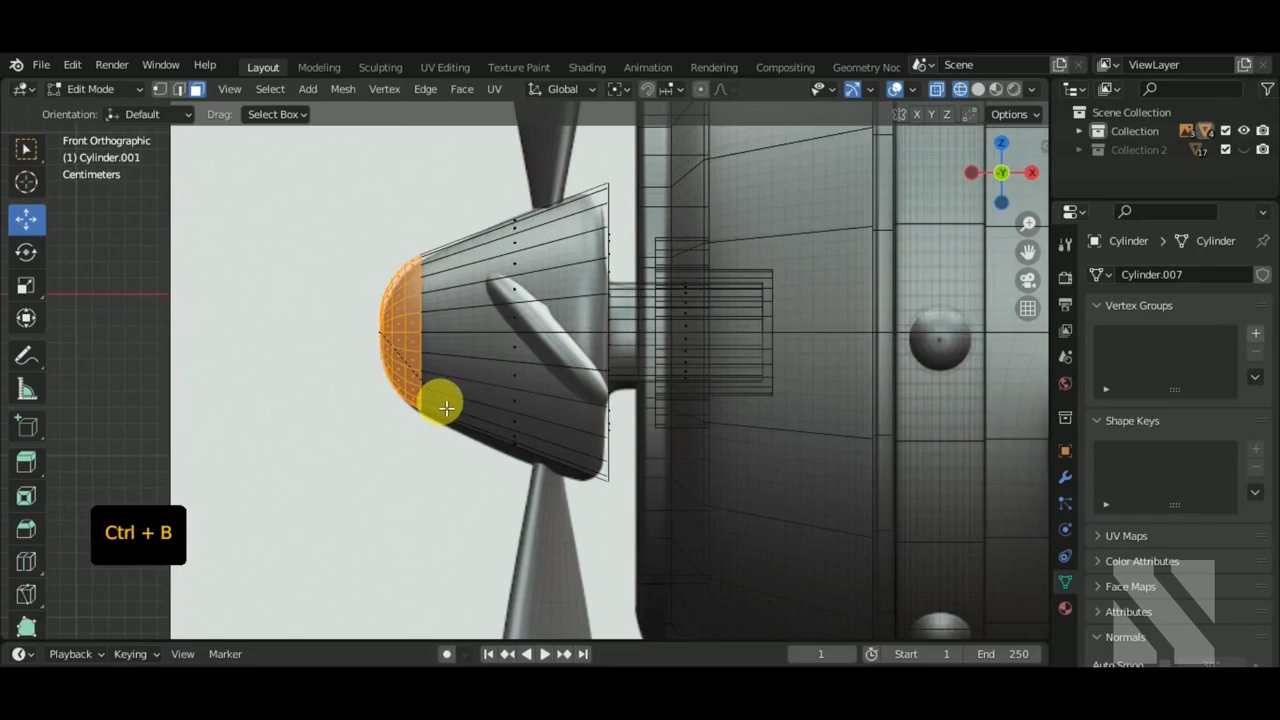 File Edit Render Window Help Layout Modeling Sculpting UV Editing Texture Paint Shading Animation Rendering Compositing Geometry Noc Scene ViewLayer
Edit Mode View Select Add Mesh Vertex Edge Face UV Global
Orientation: Default Drag: Select Box X Y Z Options
Front Orthographic
(1) Cylinder.001
Centimeters
Z
-Y
X
Ctrl + B
Scene Collection
Collection 3 4
Collection 2 17
Cylinder Cylinder
Cylinder.007
Vertex Groups
Shape Keys
UV Maps
Color Attributes
Face Maps
Attributes
Normals
Playback Keying View Marker 1 Start 1 End 250